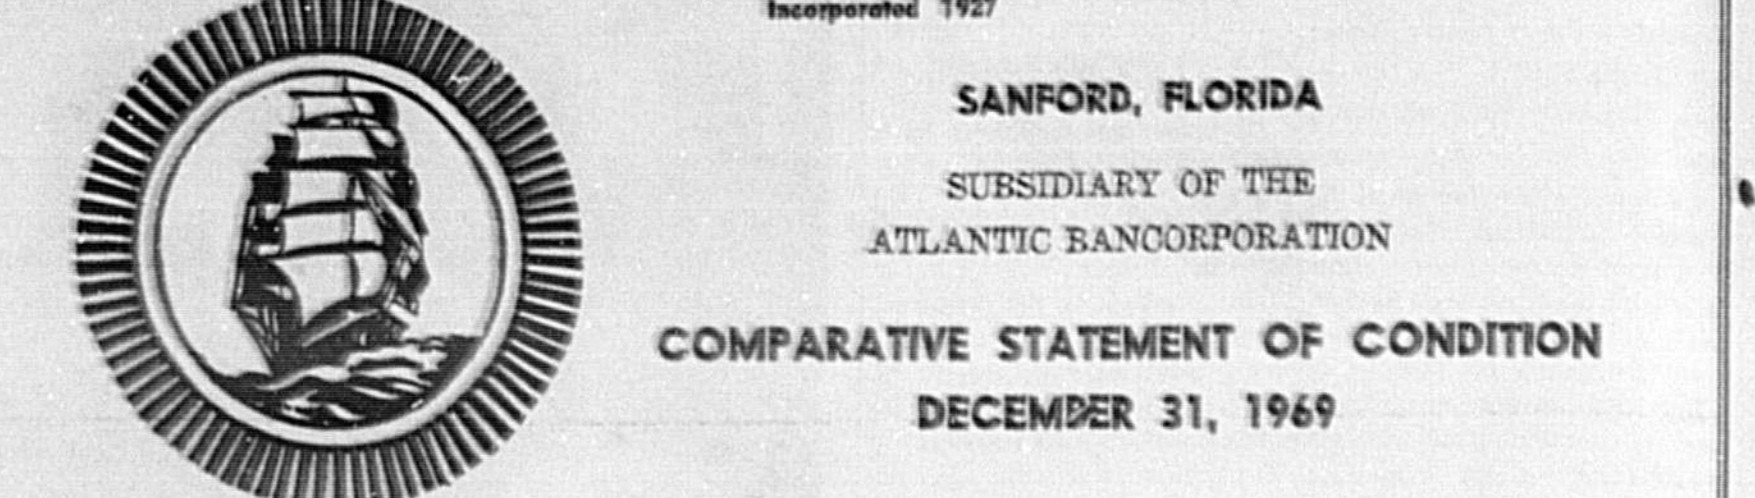 Incorporated 1927
SANFORD, FLORIDA
SUBSIDIARY OF THE
ATLANTIC BANCORPORATION
COMPARATIVE STATEMENT OF CONDITION
DECEMBER 31, 1969